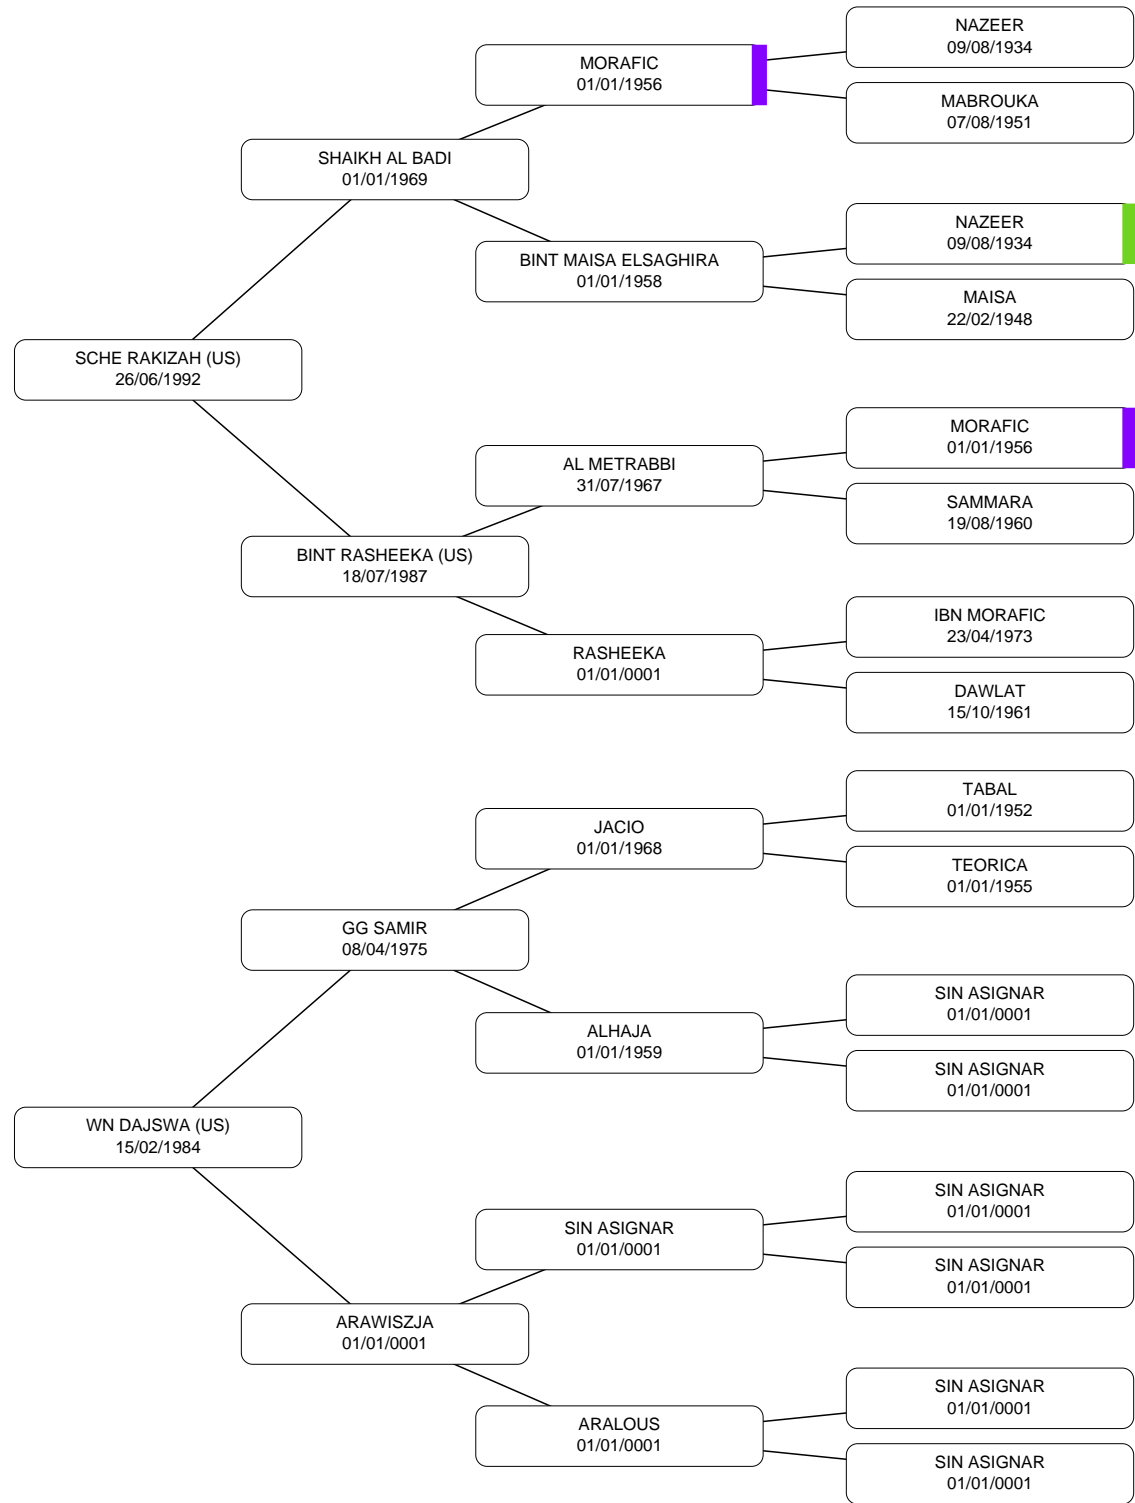 NAZEER
09/08/1934
MORAFIC
01/01/1956
MABROUKA
07/08/1951
SHAIKH AL BADI
01/01/1969
NAZEER
09/08/1934
BINT MAISA ELSAGHIRA
01/01/1958
MAISA
22/02/1948
SCHE RAKIZAH (US)
26/06/1992
MORAFIC
01/01/1956
AL METRABBI
31/07/1967
SAMMARA
19/08/1960
BINT RASHEEKA (US)
18/07/1987
IBN MORAFIC
23/04/1973
RASHEEKA
01/01/0001
DAWLAT
15/10/1961
TABAL
01/01/1952
JACIO
01/01/1968
TEORICA
01/01/1955
GG SAMIR
08/04/1975
SIN ASIGNAR
01/01/0001
ALHAJA
01/01/1959
SIN ASIGNAR
01/01/0001
WN DAJSWA (US)
15/02/1984
SIN ASIGNAR
01/01/0001
SIN ASIGNAR
01/01/0001
SIN ASIGNAR
01/01/0001
ARAWISZJA
01/01/0001
SIN ASIGNAR
01/01/0001
ARALOUS
01/01/0001
SIN ASIGNAR
01/01/0001